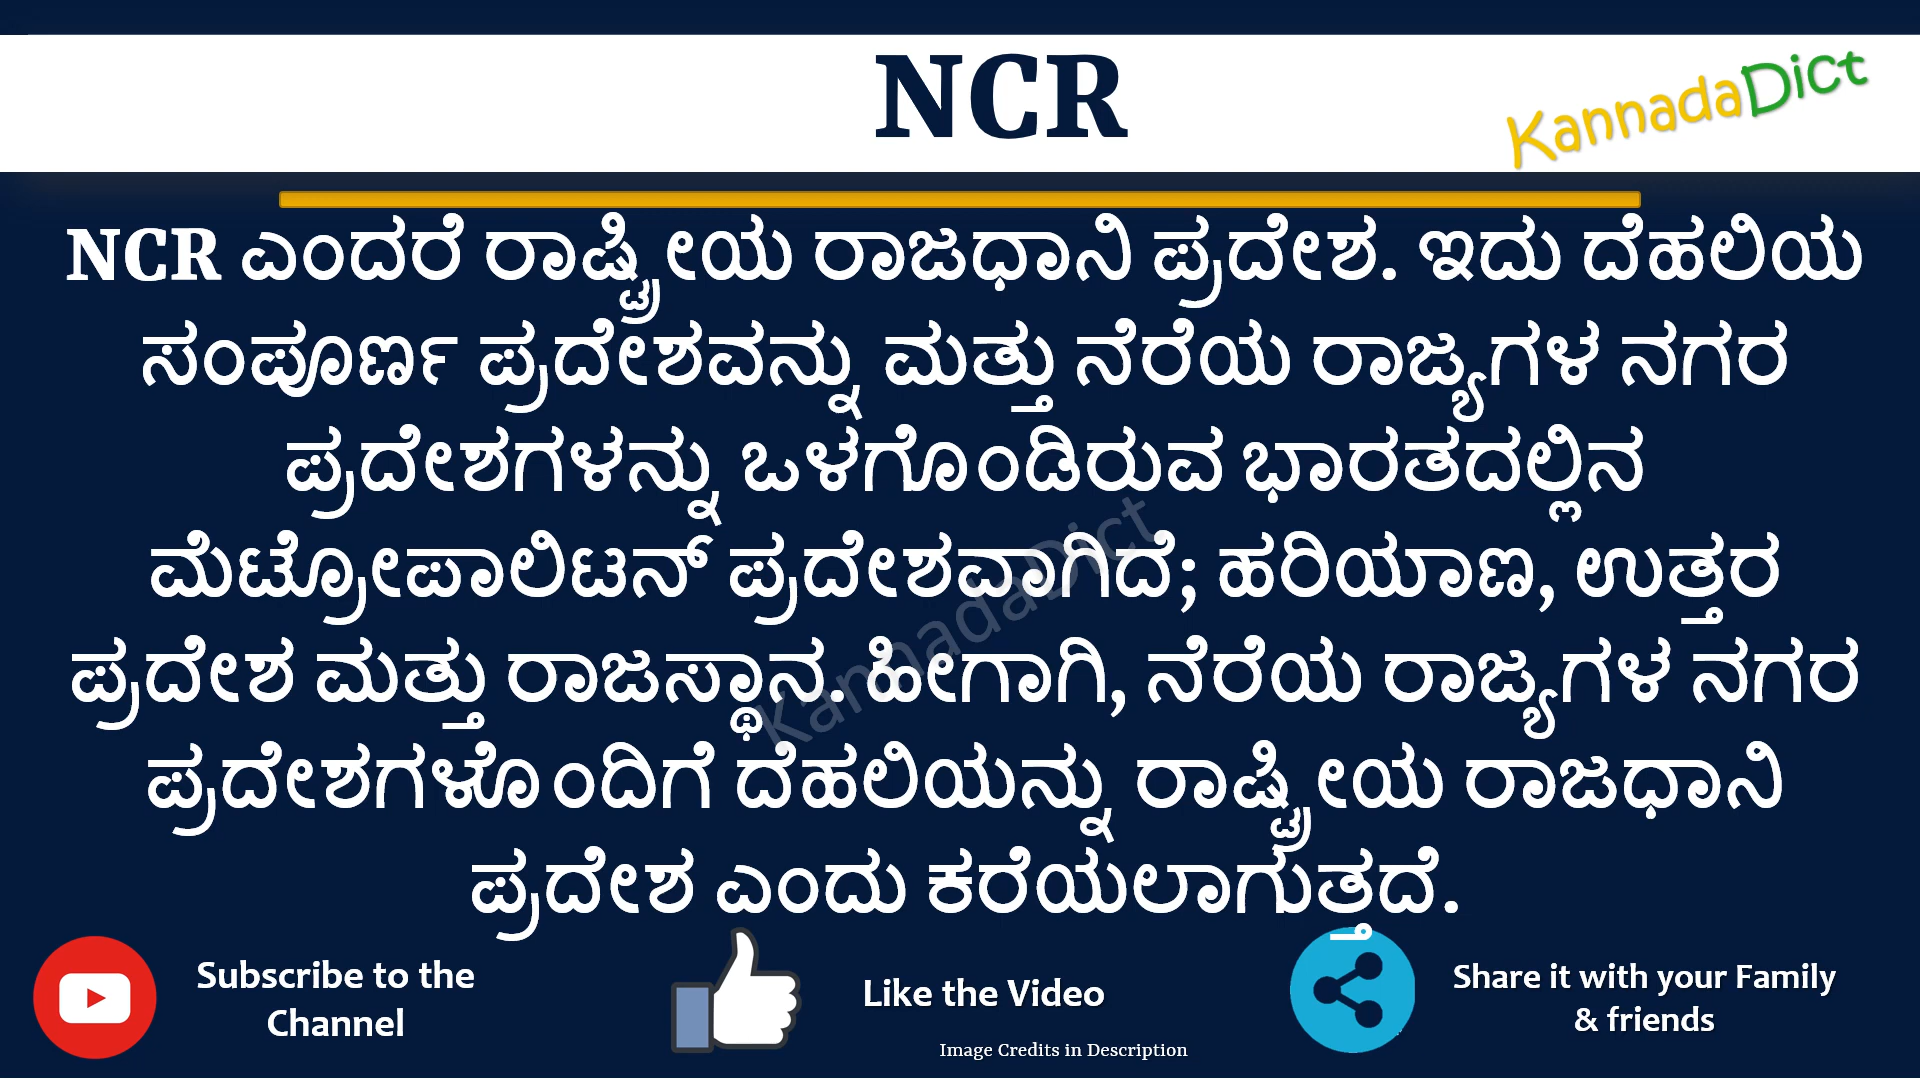 NCR
KannadaDict
NCR ಎಂದರೆ ರಾಷ್ಟ್ರೀಯ ರಾಜಧಾನಿ ಪ್ರದೇಶ. ಇದು ದೆಹಲಿಯ
ಸಂಪೂರ್ಣ ಪ್ರದೇಶವನ್ನು ಮತ್ತು ನೆರೆಯ ರಾಜ್ಯಗಳ ನಗರ
ಪ್ರದೇಶಗಳನ್ನು ಒಳಗೊಂಡಿರುವ ಭಾರತದಲ್ಲಿನ
ಮೆಟ್ರೋಪಾಲಿಟನ್ ಪ್ರದೇಶವಾಗಿದೆ; ಹರಿಯಾಣ, ಉತ್ತರ
ಪ್ರದೇಶ ಮತ್ತು ರಾಜಸ್ಥಾನ. ಹೀಗಾಗಿ, ನೆರೆಯ ರಾಜ್ಯಗಳ ನಗರ
ಪ್ರದೇಶಗಳೊಂದಿಗೆ ದೆಹಲಿಯನ್ನು ರಾಷ್ಟ್ರೀಯ ರಾಜಧಾನಿ
ಪ್ರದೇಶ ಎಂದು ಕರೆಯಲಾಗುತ್ತದೆ.
KannadaDict
Subscribe to the
Channel
Like the Video
Share it with your Family
& friends
Image Credits in Description